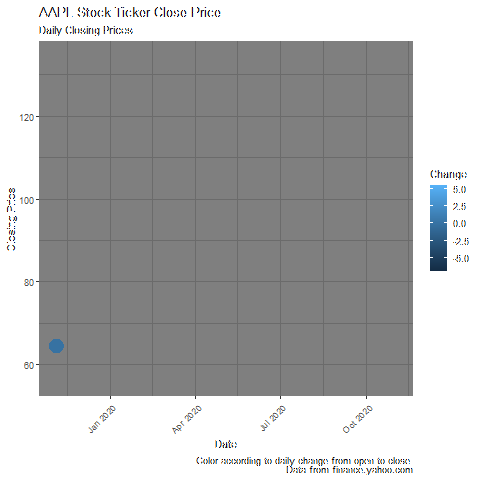 AAPL Stock Ticker Close Price
Daily Closing Prices
120
100
80
60
Closing Price
Jan 2020
Apr 2020
Jul 2020
Oct 2020
Date
Change
5.0
2.5
0.0
-2.5
-5.0
Color according to daily change from open to close.
Data from finance.yahoo.com